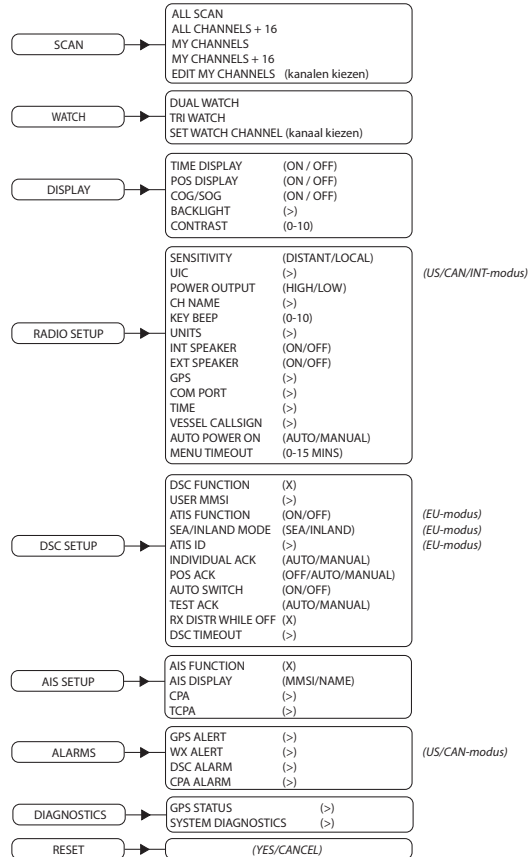 SCAN
ALL SCAN
ALL CHANNELS + 16
MY CHANNELS
MY CHANNELS + 16
EDIT MY CHANNELS (kanalen kiezen)
WATCH
DUAL WATCH
TRI WATCH
SET WATCH CHANNEL (kanaal kiezen)
DISPLAY
TIME DISPLAY (ON / OFF)
POS DISPLAY (ON / OFF)
COG/SOG (ON / OFF)
BACKLIGHT (>)
CONTRAST (0-10)
RADIO SETUP
SENSITIVITY (DISTANT/LOCAL)
UIC (>) (US/CAN/INT-modus)
POWER OUTPUT (HIGH/LOW)
CH NAME (>)
KEY BEEP (0-10)
UNITS (>)
INT SPEAKER (ON/OFF)
EXT SPEAKER (ON/OFF)
GPS (>)
COM PORT (>)
TIME (>)
VESSEL CALLSIGN (>)
AUTO POWER ON (AUTO/MANUAL)
MENU TIMEOUT (0-15 MINS)
DSC SETUP
DSC FUNCTION (X)
USER MMSI (>)
ATIS FUNCTION (ON/OFF) (EU-modus)
SEA/INLAND MODE (SEA/INLAND) (EU-modus)
ATIS ID (>) (EU-modus)
INDIVIDUAL ACK (AUTO/MANUAL)
POS ACK (OFF/AUTO/MANUAL)
AUTO SWITCH (ON/OFF)
TEST ACK (AUTO/MANUAL)
RX DISTR WHILE OFF (X)
DSC TIMEOUT (>)
AIS SETUP
AIS FUNCTION (X)
AIS DISPLAY (MMSI/NAME)
CPA (>)
TCPA (>)
ALARMS
GPS ALERT (>)
WX ALERT (>) (US/CAN-modus)
DSC ALARM (>)
CPA ALARM (>)
DIAGNOSTICS
GPS STATUS (>)
SYSTEM DIAGNOSTICS (>)
RESET
(YES/CANCEL)